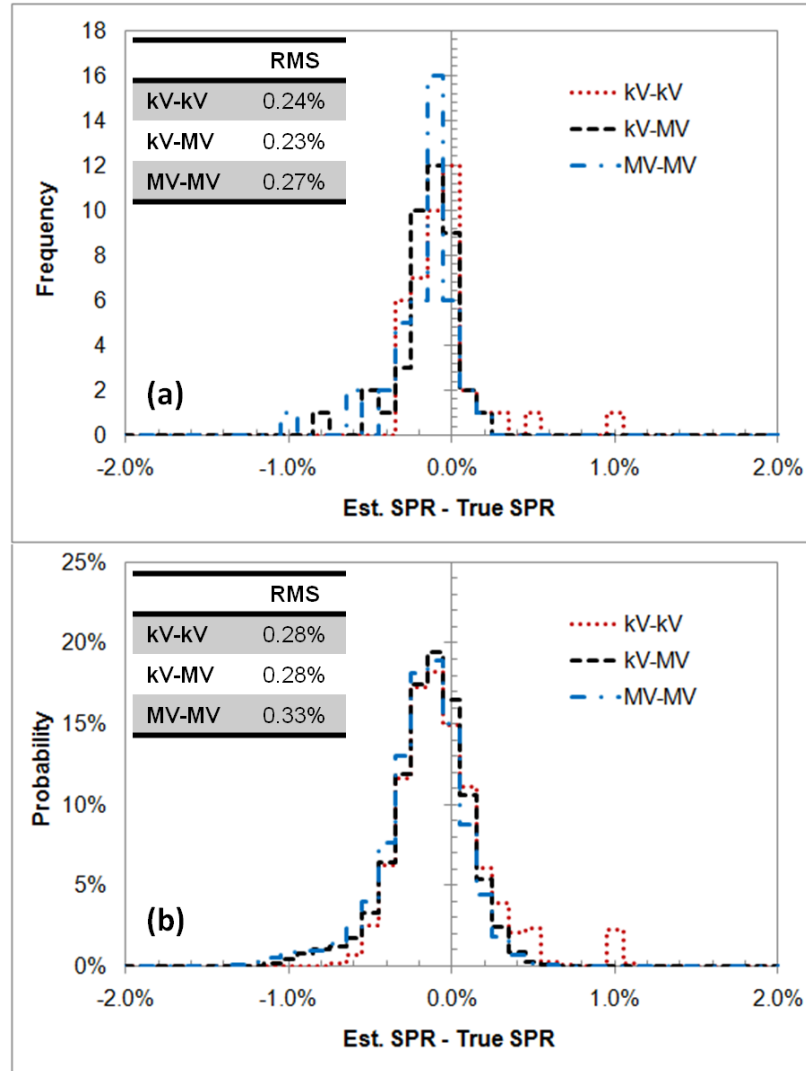 18
16
14
12
10
8
6
4
2
0
Frequency
RMS
kV-kV 0.24%
kV-MV 0.23%
MV-MV 0.27%
kV-kV
kV-MV
MV-MV
(a)
-2.0% -1.0% 0.0% 1.0% 2.0%
Est. SPR - True SPR
25%
20%
15%
10%
5%
0%
Probability
RMS
kV-kV 0.28%
kV-MV 0.28%
MV-MV 0.33%
kV-kV
kV-MV
MV-MV
(b)
-2.0% -1.0% 0.0% 1.0% 2.0%
Est. SPR - True SPR